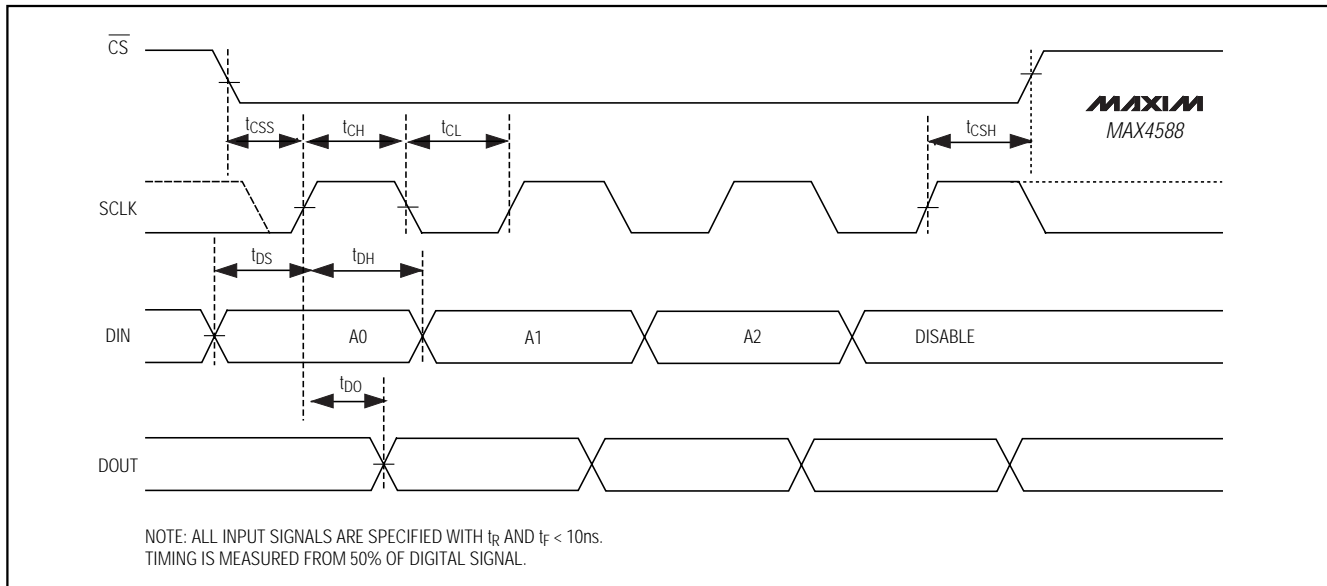 CS
MAXIM
MAX4588
tCSS
tCH
tCL
tCSH
SCLK
tDS
tDH
DIN
A0
A1
A2
DISABLE
tDO
DOUT
NOTE: ALL INPUT SIGNALS ARE SPECIFIED WITH tR AND tF < 10ns.
TIMING IS MEASURED FROM 50% OF DIGITAL SIGNAL.